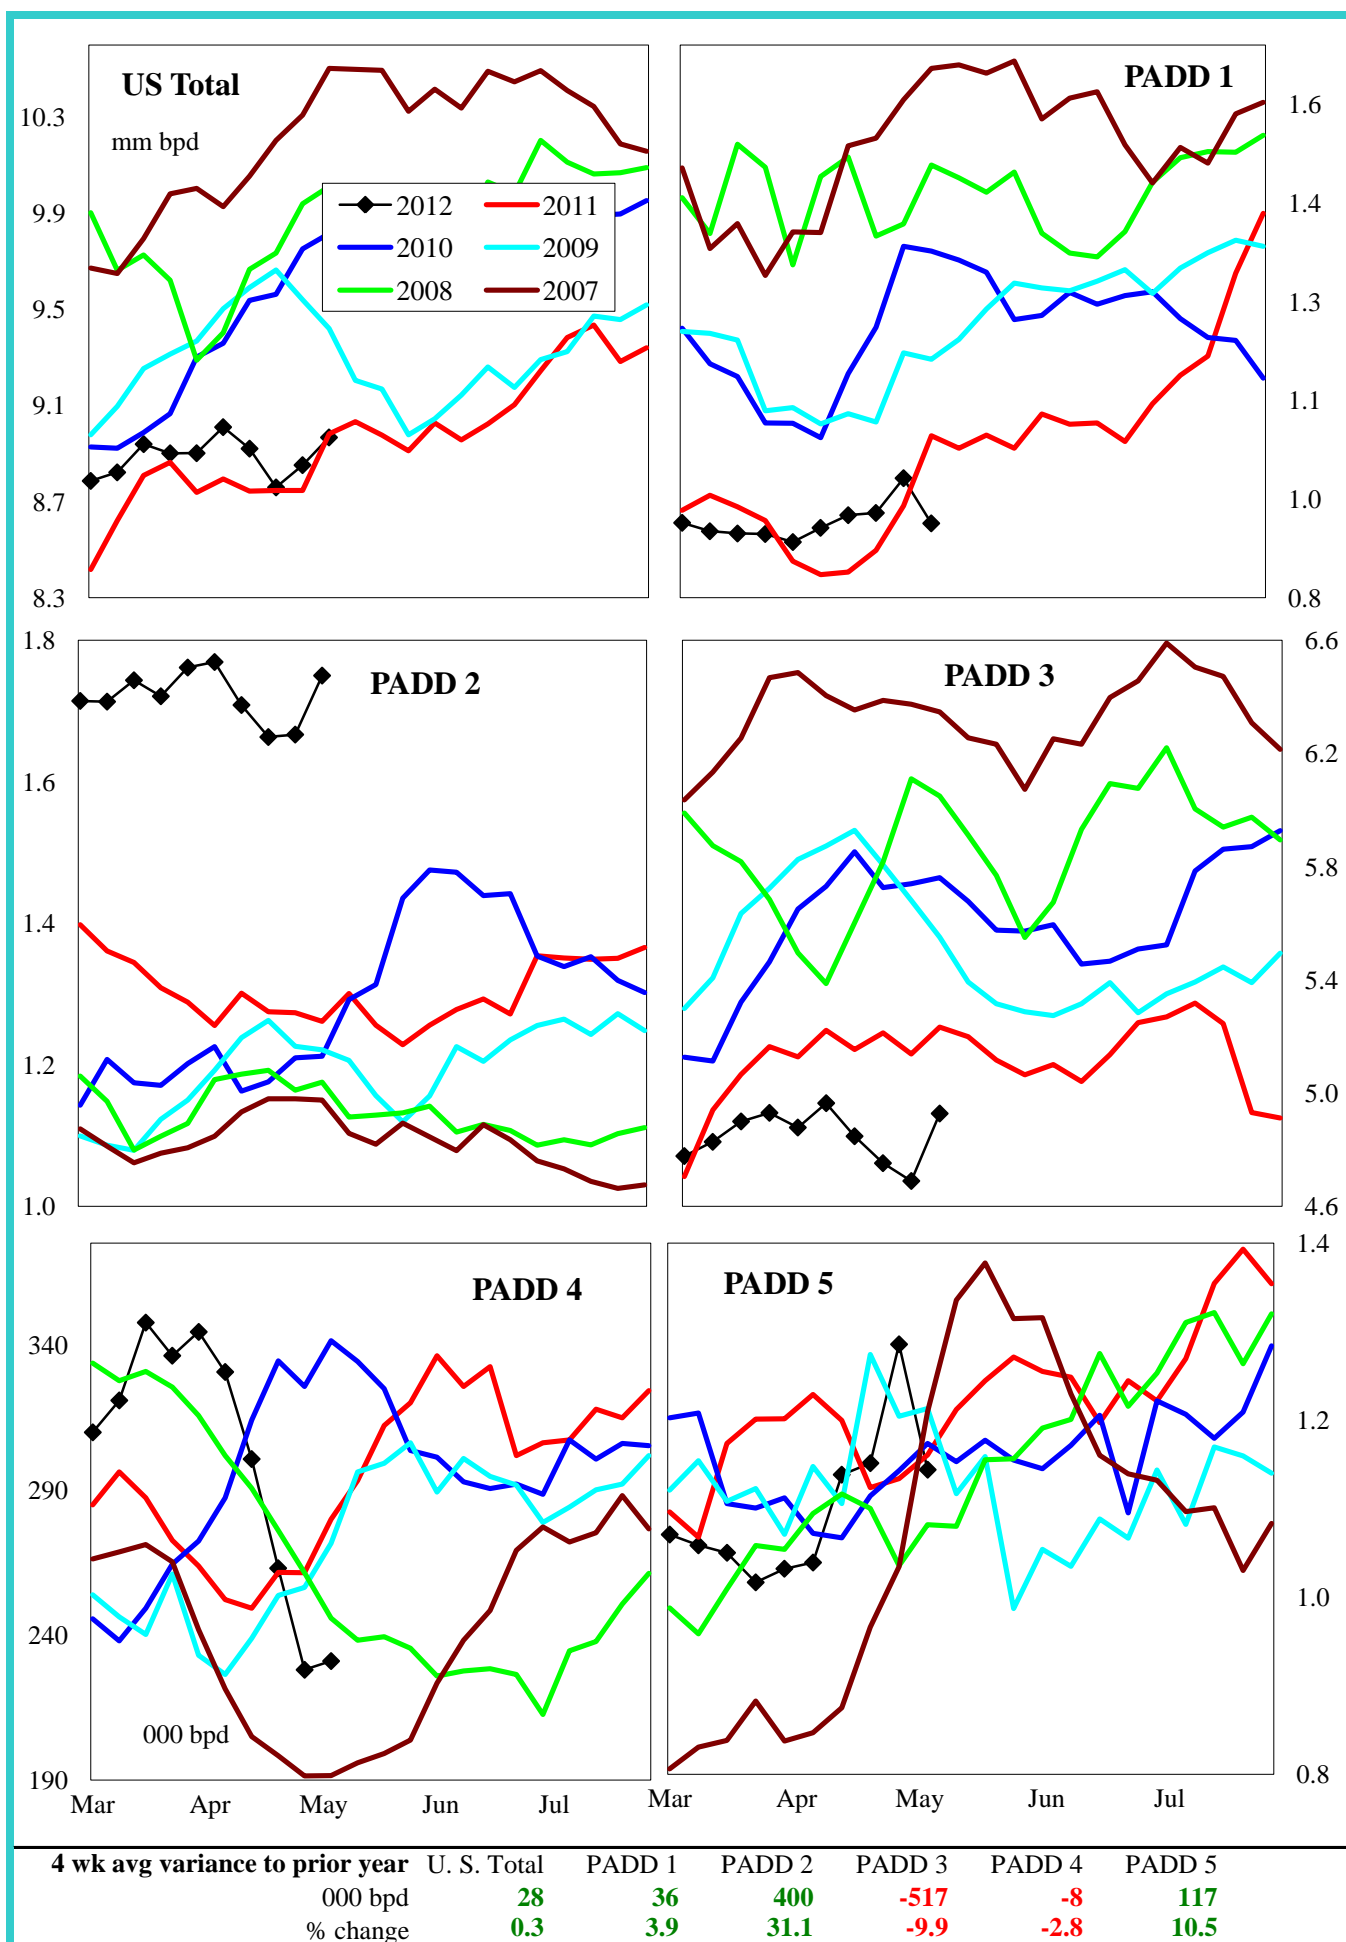 US Total
mm bpd
10.3
9.9
9.5
9.1
8.7
8.3
2012 2011
2010 2009
2008 2007
PADD 1
1.6
1.4
1.3
1.1
1.0
0.8
PADD 2
1.8
1.6
1.4
1.2
1.0
PADD 3
6.6
6.2
5.8
5.4
5.0
4.6
PADD 4
340
290
240
190
000 bpd
Mar Apr May Jun Jul
PADD 5
1.4
1.2
1.0
0.8
Mar Apr May Jun Jul
4 wk avg variance to prior year U. S. Total PADD 1 PADD 2 PADD 3 PADD 4 PADD 5
000 bpd 28 36 400 -517 -8 117
% change 0.3 3.9 31.1 -9.9 -2.8 10.5